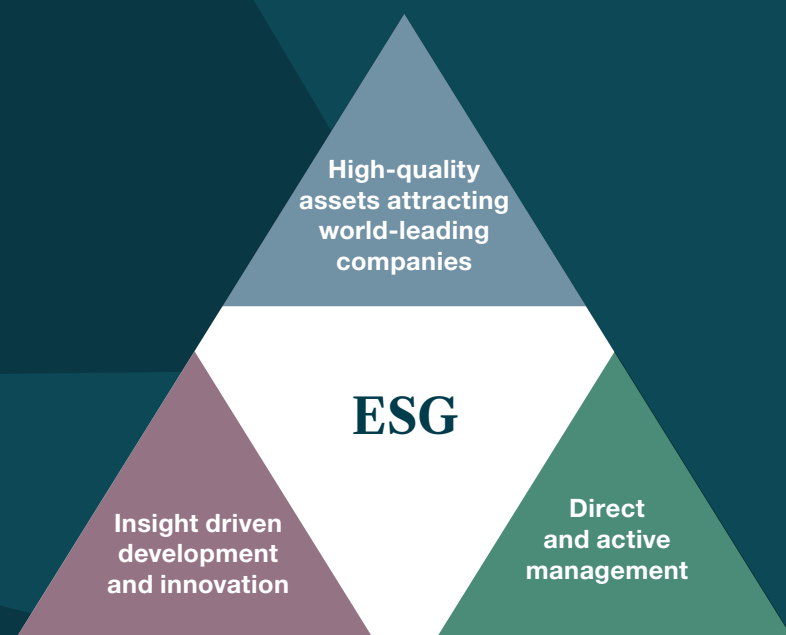 High-quality
assets attracting
world-leading
companies
ESG
Insight driven
development
and innovation
Direct
and active
management